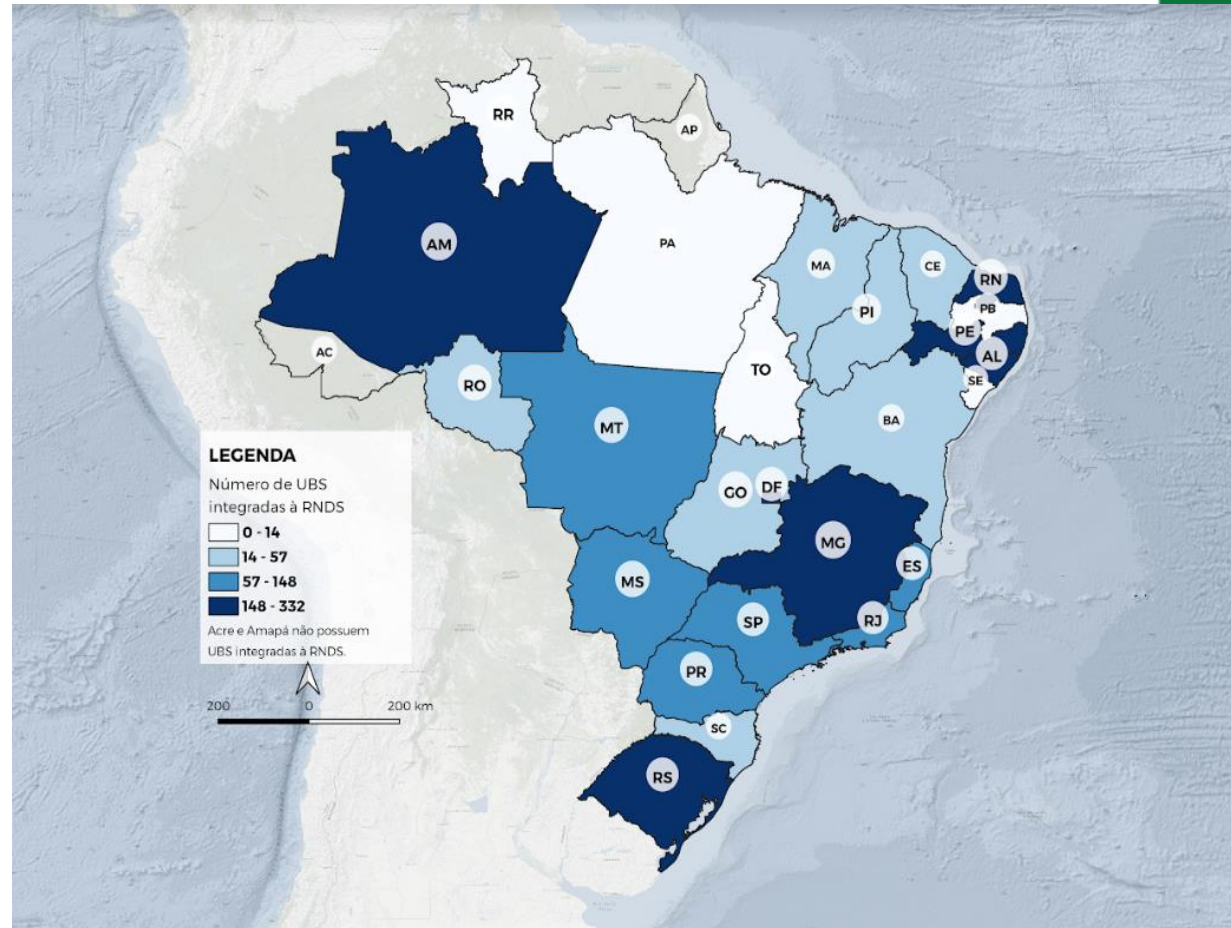 RR
AP
AM
PA
MA
CE
RN
PI
PB
PE
AL
AC
TO
SE
RO
BA
MT
LEGENDA
Número de UBS
integradas à RNDS
0 - 14
14 - 57
57 - 148
148 - 332
Acre e Amapá não possuem
UBS integradas à RNDS.
GO
DF
MG
ES
MS
SP
RJ
PR
200
0
200 km
SC
RS